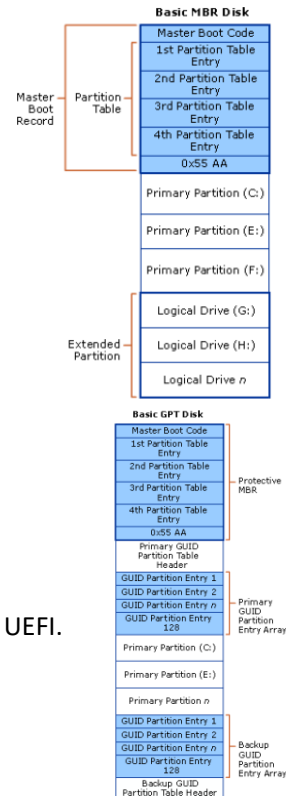 Basic MBR Disk
Master Boot Code
1st Partition Table
Entry
2nd Partition Table
Entry
3rd Partition Table
Entry
4th Partition Table
Entry
0x55 AA
Master
Boot
Record
Partition
Table
Primary Partition (C:)
Primary Partition (E:)
Primary Partition (F:)
Extended
Partition
Logical Drive (G:)
Logical Drive (H:)
Logical Drive n
Basic GPT Disk
Master Boot Code
1st Partition Table
Entry
2nd Partition Table
Entry
3rd Partition Table
Entry
4th Partition Table
Entry
0x55 AA
Protective
MBR
Primary GUID
Partition Table
Header
GUID Partition Entry 1
GUID Partition Entry 2
GUID Partition Entry n
GUID Partition Entry
128
Primary
GUID
Partition
Entry Array
UEFI.
Primary Partition (C:)
Primary Partition (E:)
Primary Partition n
GUID Partition Entry 1
GUID Partition Entry 2
GUID Partition Entry n
GUID Partition Entry
128
Backup
GUID
Partition
Entry Array
Backup GUID
Partition Table Header